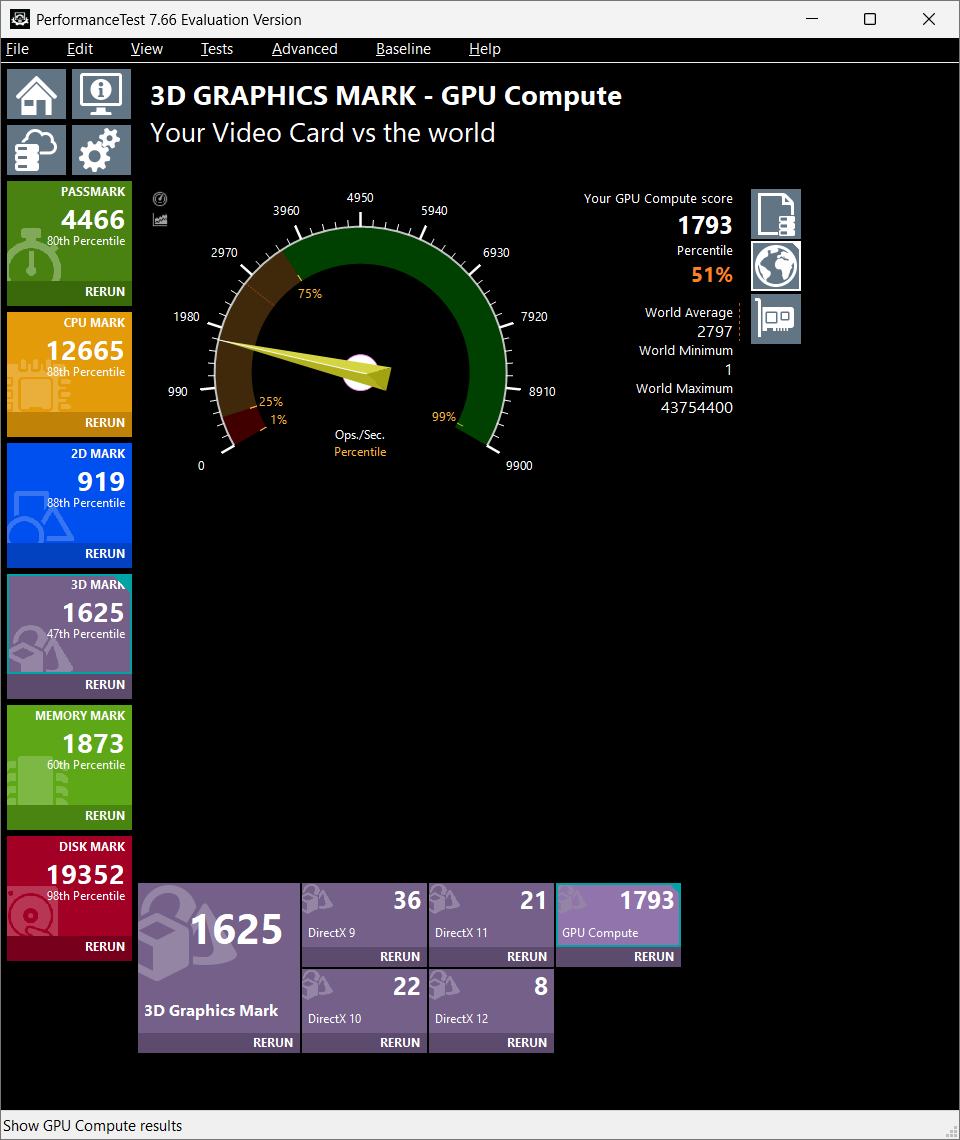 PerformanceTest 7.66 Evaluation Version
File Edit View Tests Advanced Baseline Help
3D GRAPHICS MARK - GPU Compute
Your Video Card vs the world
PASSMARK
4466
80th Percentile
RERUN
CPU MARK
12665
88th Percentile
RERUN
2D MARK
919
88th Percentile
RERUN
3D MARK
1625
47th Percentile
RERUN
MEMORY MARK
1873
60th Percentile
RERUN
DISK MARK
19352
98th Percentile
RERUN
0
990
1980
2970
3960
4950
5940
6930
7920
8910
9900
1%
25%
75%
99%
Ops./Sec.
Percentile
Your GPU Compute score
1793
Percentile
51%
World Average
2797
World Minimum
1
World Maximum
43754400
1625
3D Graphics Mark
RERUN
36
DirectX 9
RERUN
21
DirectX 11
RERUN
1793
GPU Compute
RERUN
22
DirectX 10
RERUN
8
DirectX 12
RERUN
Show GPU Compute results